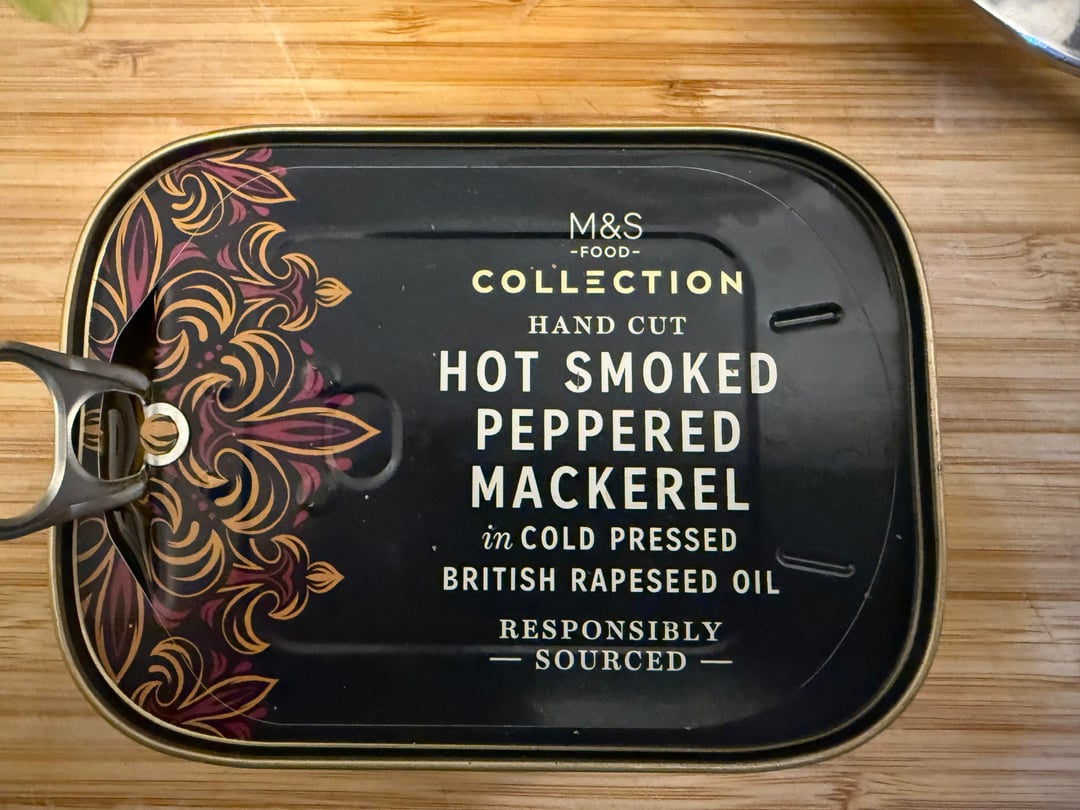 M&S
-FOOD-
COLLECTION
HAND CUT
HOT SMOKED
PEPPERED
MACKEREL
in COLD PRESSED
BRITISH RAPESEED OIL
RESPONSIBLY
— SOURCED —